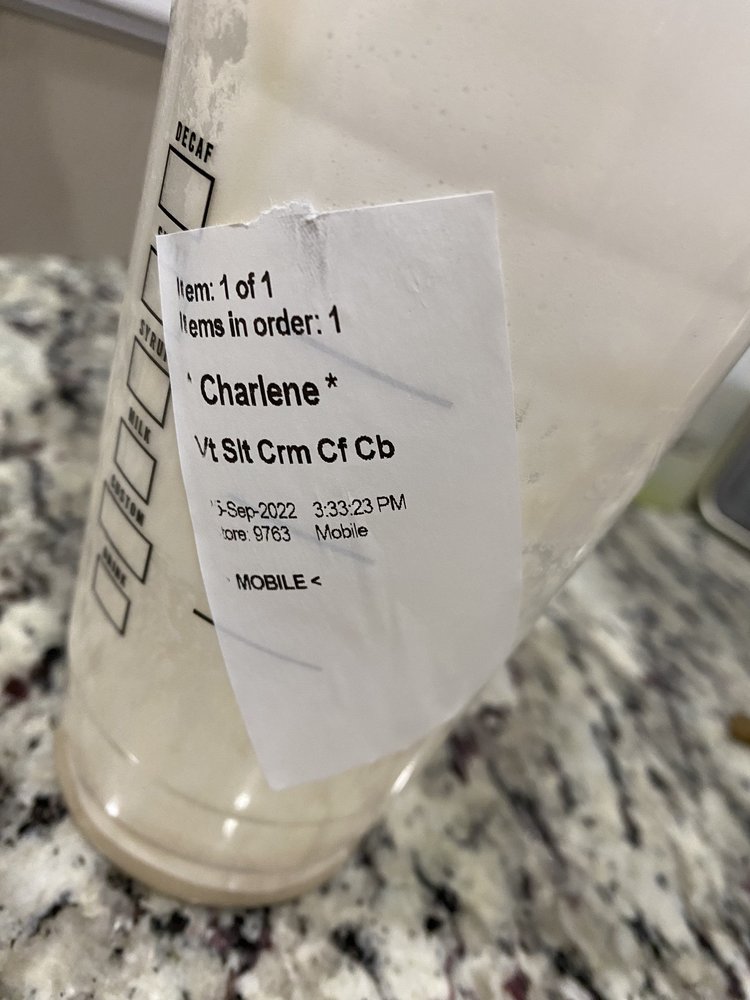 DECAF
SYRUP
MILK
CUSTOM
DRINK
Item: 1 of 1
Items in order: 1
* Charlene *
Vt Slt Crm Cf Cb
5-Sep-2022 3:33:23 PM
tore: 9763 Mobile
MOBILE <